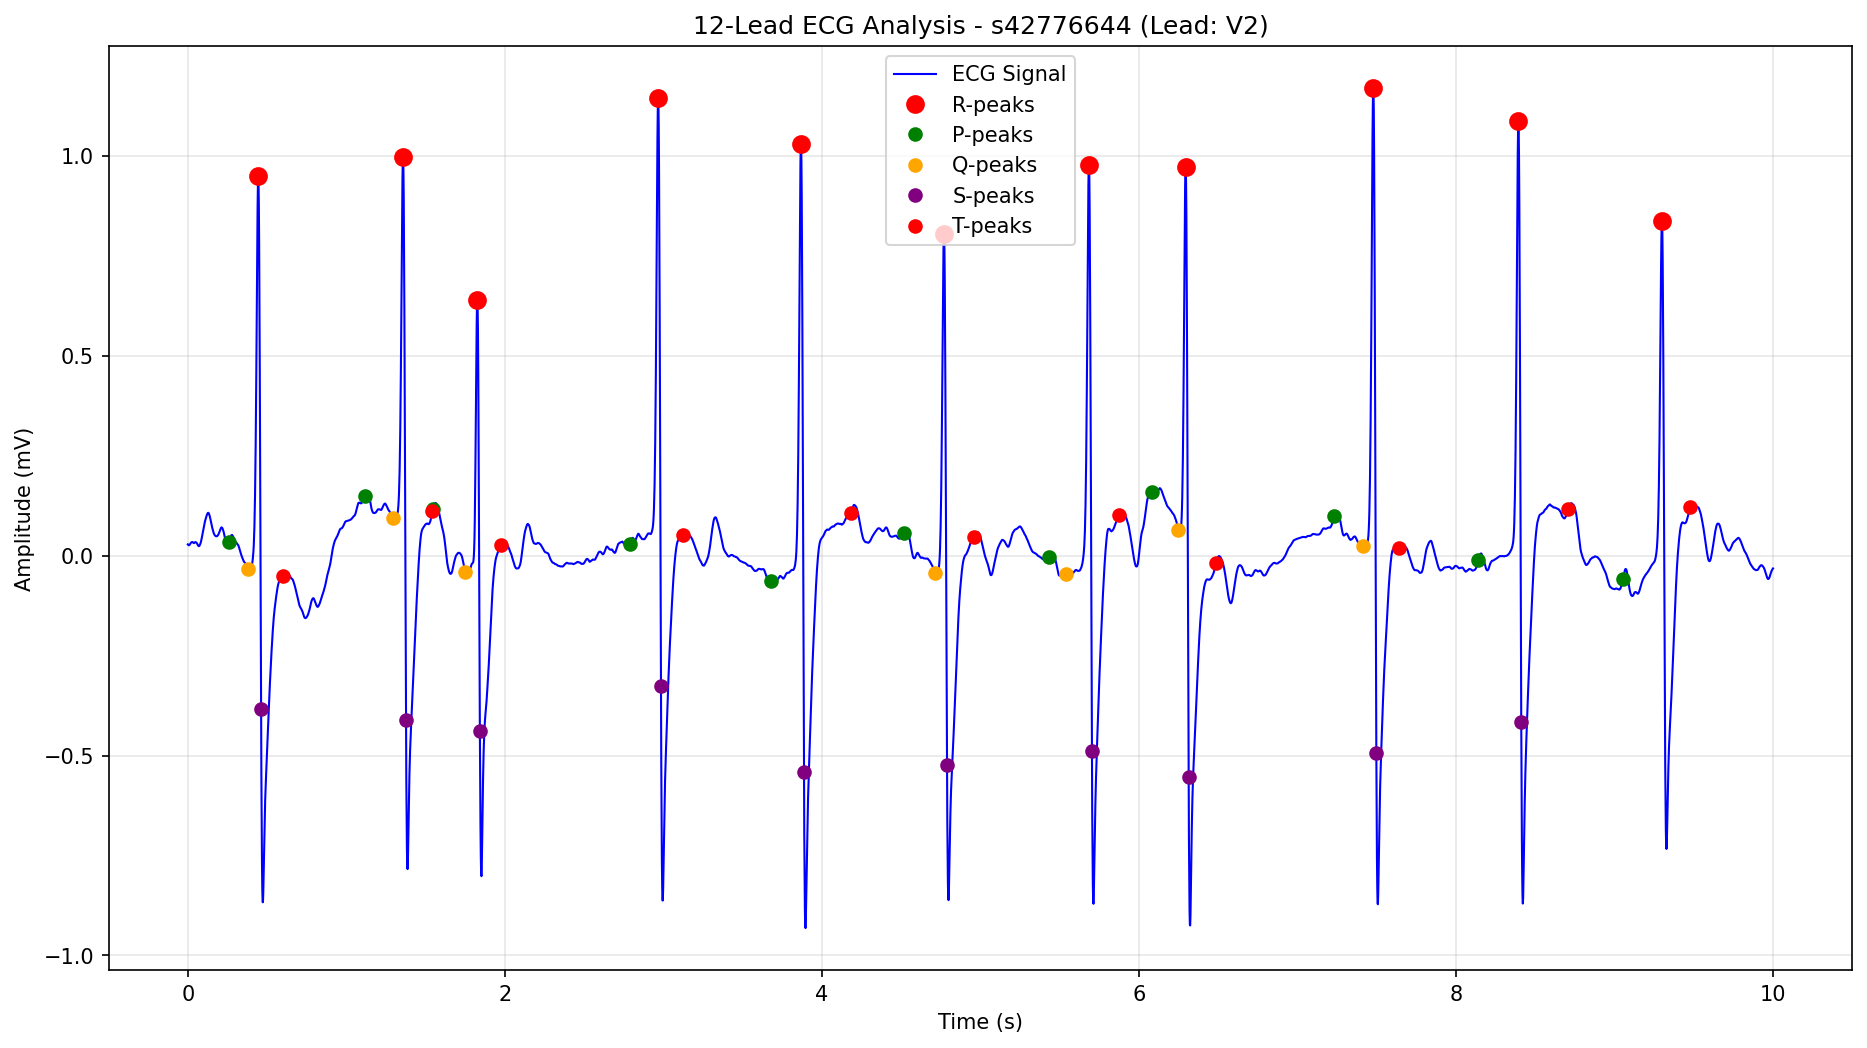 12-Lead ECG Analysis - s42776644 (Lead: V2)
ECG Signal
R-peaks
P-peaks
Q-peaks
S-peaks
T-peaks
1.0
0.5
0.0
−0.5
−1.0
Amplitude (mV)
0 2 4 6 8 10
Time (s)